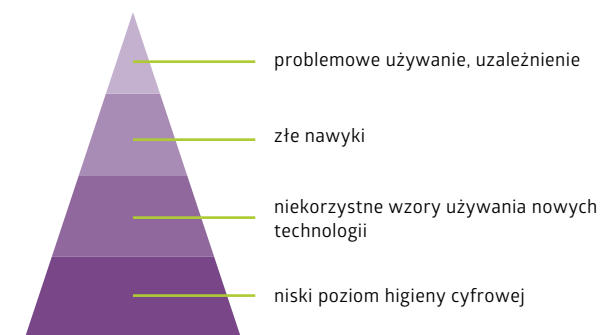 problemowe używanie, uzależnienie
złe nawyki
niekorzystne wzory używania nowych
technologii
niski poziom higieny cyfrowej